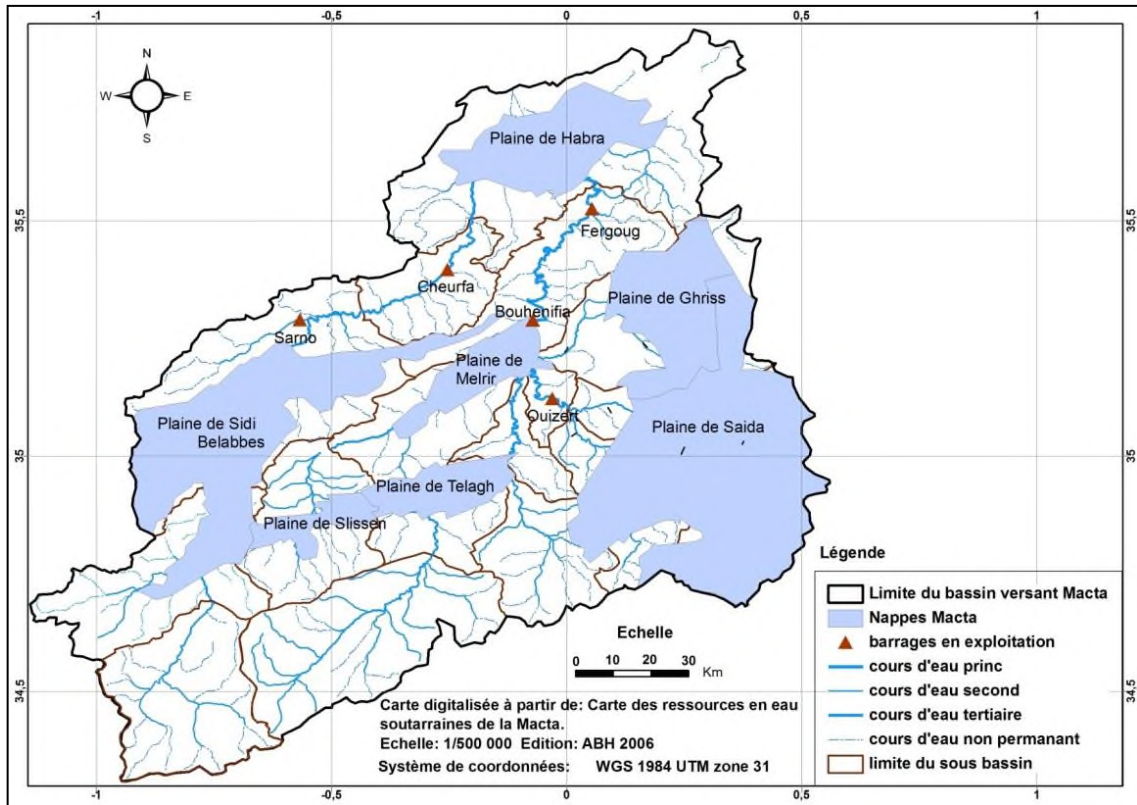 -1
-0,5
0
0,5
1
N
W
E
S
Plaine de Habra
35,5
35,5
Fergoug
Cheurfa
Plaine de Ghriss
Bouhenifia
Sarno
Plaine de
Melrir
Ouizert
Plaine de Sidi
Belabbes
Plaine de Saida
35
35
Plaine de Telagh
Plaine de Slissen
Légende
Limite du bassin versant Macta
Nappes Macta
barrages en exploitation
cours d'eau princ
cours d'eau second
cours d'eau tertiaire
cours d'eau non permanant
limite du sous bassin
Echelle
0 10 20 30
Km
34,5
34,5
Carte digitalisée à partir de: Carte des ressources en eau
soutarraines de la Macta.
Echelle: 1/500 000 Edition: ABH 2006
Système de coordonnées: WGS 1984 UTM zone 31
-1
-0,5
0
0,5
1